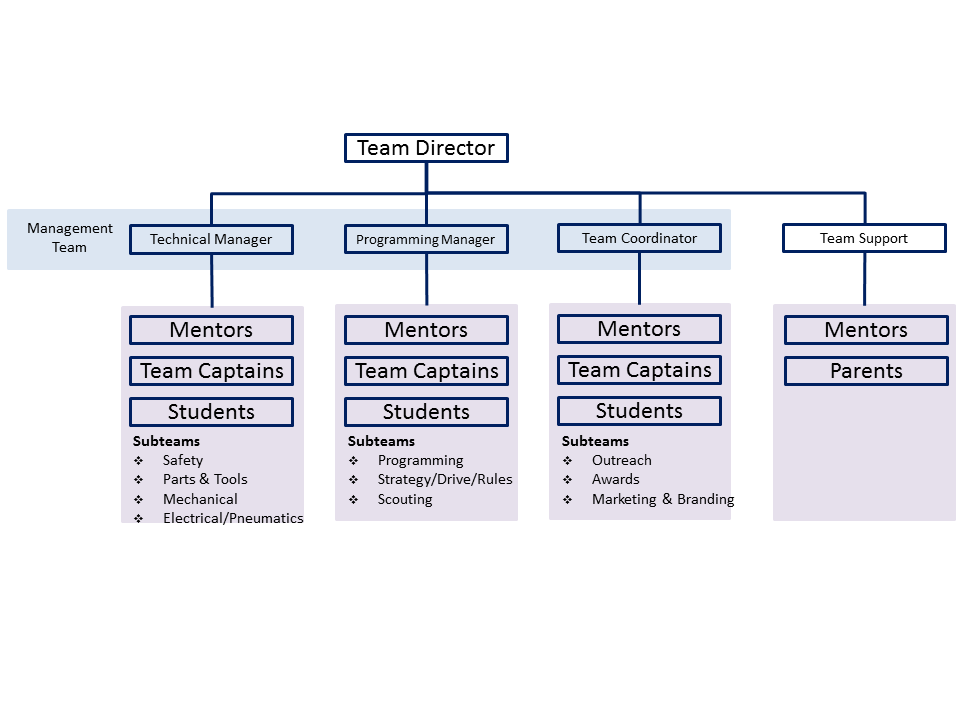 Team Director
Management
Team
Technical Manager
Programming Manager
Team Coordinator
Team Support
Mentors
Team Captains
Students
Subteams
❖ Safety
❖ Parts & Tools
❖ Mechanical
❖ Electrical/Pneumatics
Mentors
Team Captains
Students
Subteams
❖ Programming
❖ Strategy/Drive/Rules
❖ Scouting
Mentors
Team Captains
Students
Subteams
❖ Outreach
❖ Awards
❖ Marketing & Branding
Mentors
Parents